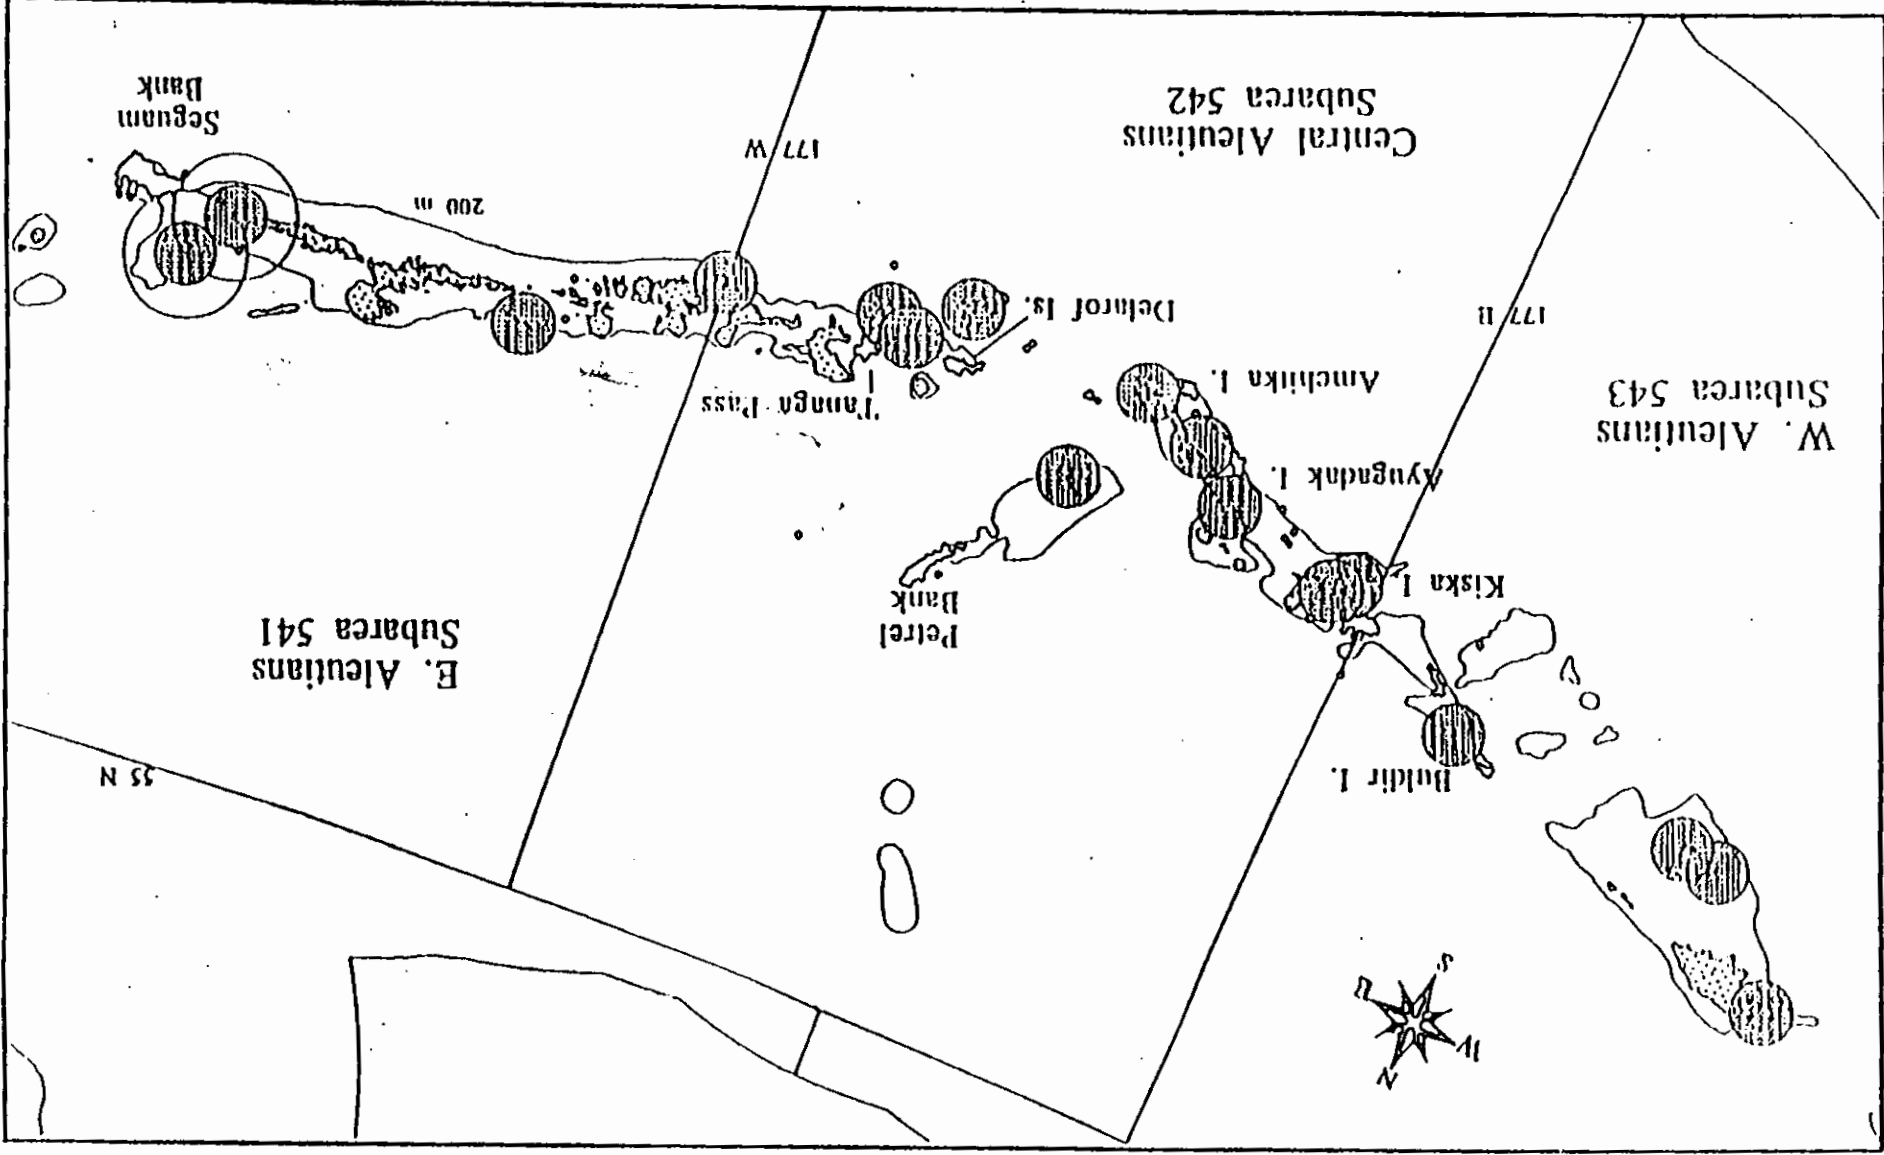 N
W
E
S
55 N
Buldir I.
E. Aleutians
Subarea 541
Petrel
Bank
Kiska I
Ayugadak I.
W. Aleutians
Subarea 543
Tanaga Pass
Amchitka I.
Delarof Is.
177 E
200 m
177 W
Central Aleutians
Subarea 542
Seguam
Bank